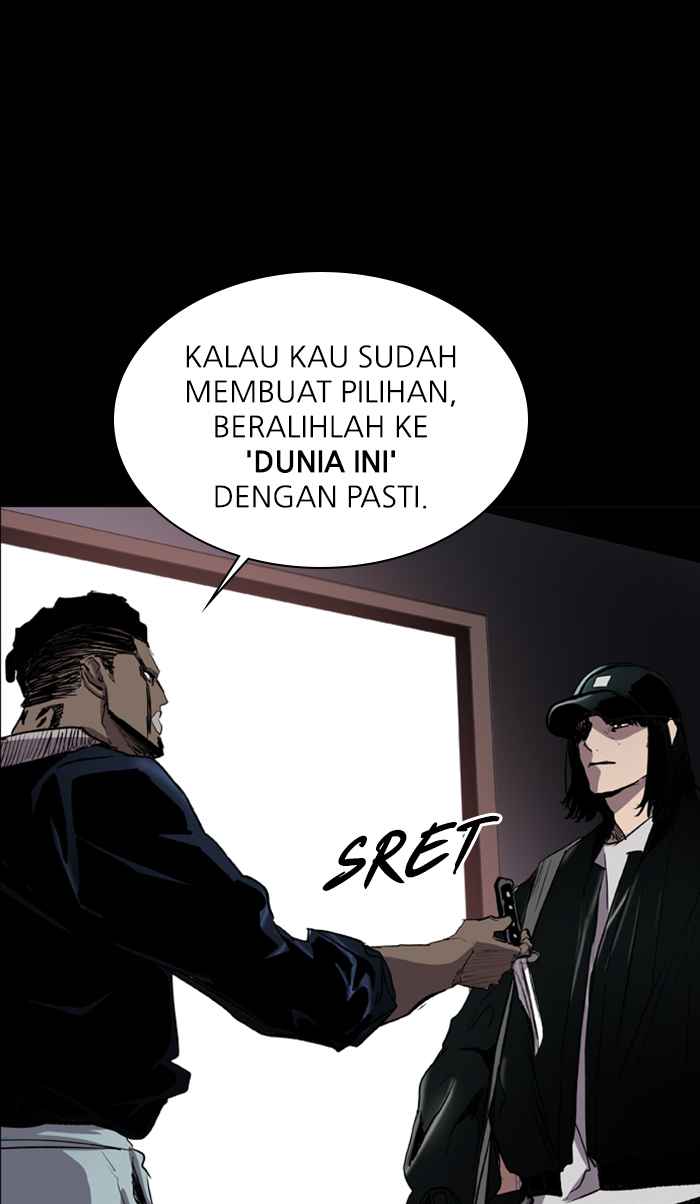 KALAU KAU SUDAH
MEMBUAT PILIHAN,
BERALIHLAH KE
'DUNIA INI'
DENGAN PASTI.
SRET